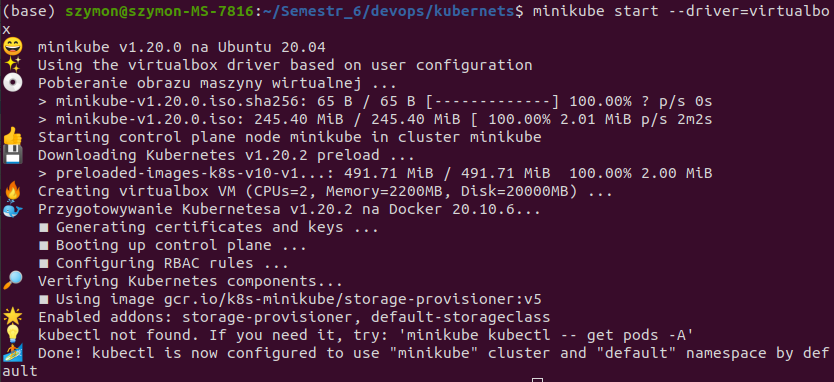 (base) szymon@szymon-MS-7816:~/Semestr_6/devops/kubernets$ minikube start --driver=virtualbo
x
😄 minikube v1.20.0 na Ubuntu 20.04
✨ Using the virtualbox driver based on user configuration
💿 Pobieranie obrazu maszyny wirtualnej ...
> minikube-v1.20.0.iso.sha256: 65 B / 65 B [-------------] 100.00% ? p/s 0s
> minikube-v1.20.0.iso: 245.40 MiB / 245.40 MiB [ 100.00% 2.01 MiB p/s 2m2s
👍 Starting control plane node minikube in cluster minikube
💾 Downloading Kubernetes v1.20.2 preload ...
> preloaded-images-k8s-v10-v1...: 491.71 MiB / 491.71 MiB  100.00% 2.00 MiB
🔥 Creating virtualbox VM (CPUs=2, Memory=2200MB, Disk=20000MB) ...
🐳 Przygotowywanie Kubernetesa v1.20.2 na Docker 20.10.6...
▪ Generating certificates and keys ...
▪ Booting up control plane ...
▪ Configuring RBAC rules ...
🔎 Verifying Kubernetes components...
▪ Using image gcr.io/k8s-minikube/storage-provisioner:v5
🌟 Enabled addons: storage-provisioner, default-storageclass
💡 kubectl not found. If you need it, try: 'minikube kubectl -- get pods -A'
🏄 Done! kubectl is now configured to use "minikube" cluster and "default" namespace by def
ault